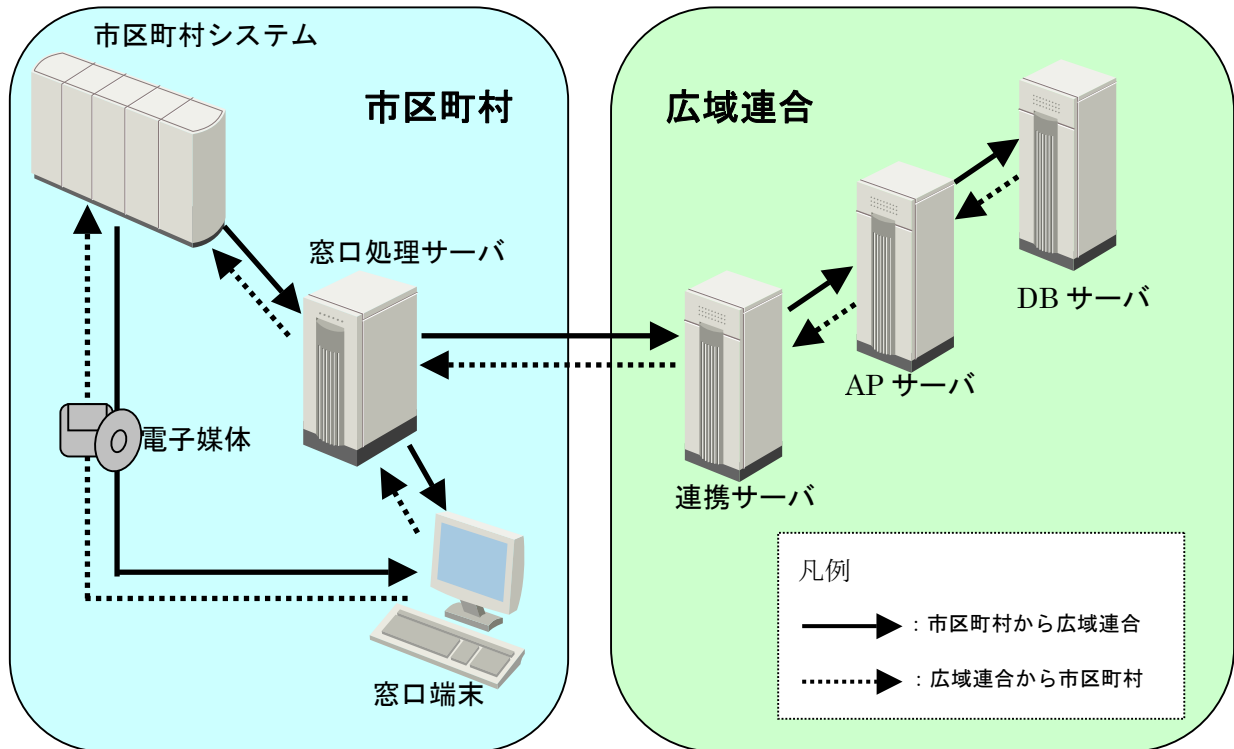 市区町村システム
市区町村
広域連合
窓口処理サーバ
DB サーバ
AP サーバ
電子媒体
連携サーバ
凡例
：市区町村から広域連合
：広域連合から市区町村
窓口端末